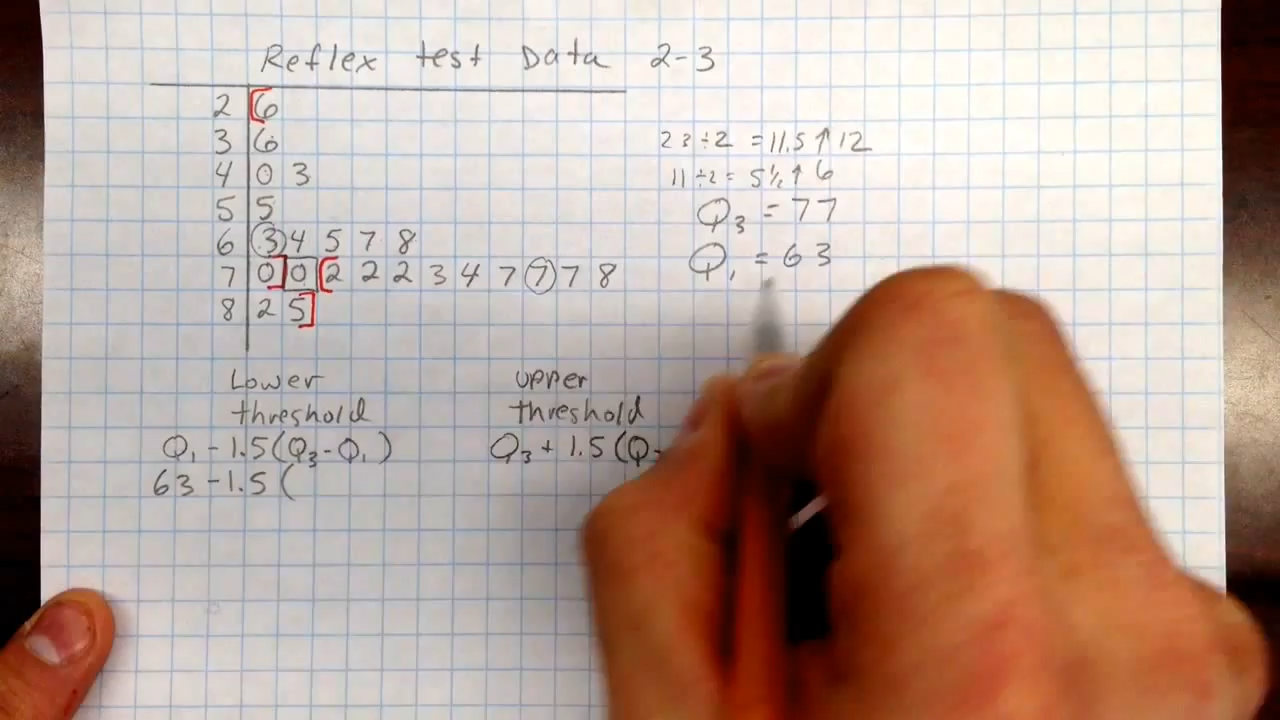 Reflex test Data 2-3
2 6
3 6
4 0 3
5 5
6 3 4 5 7 8
7 0 0 2 2 2 3 4 7 7 7 8
8 2 5
23÷2 = 11.5↑12
11÷2 = 5½↑6
Q3 = 77
Q1 = 63
Lower
threshold
Q1 - 1.5(Q3-Q1)
63 - 1.5(
upper
threshold
Q3 + 1.5(Q